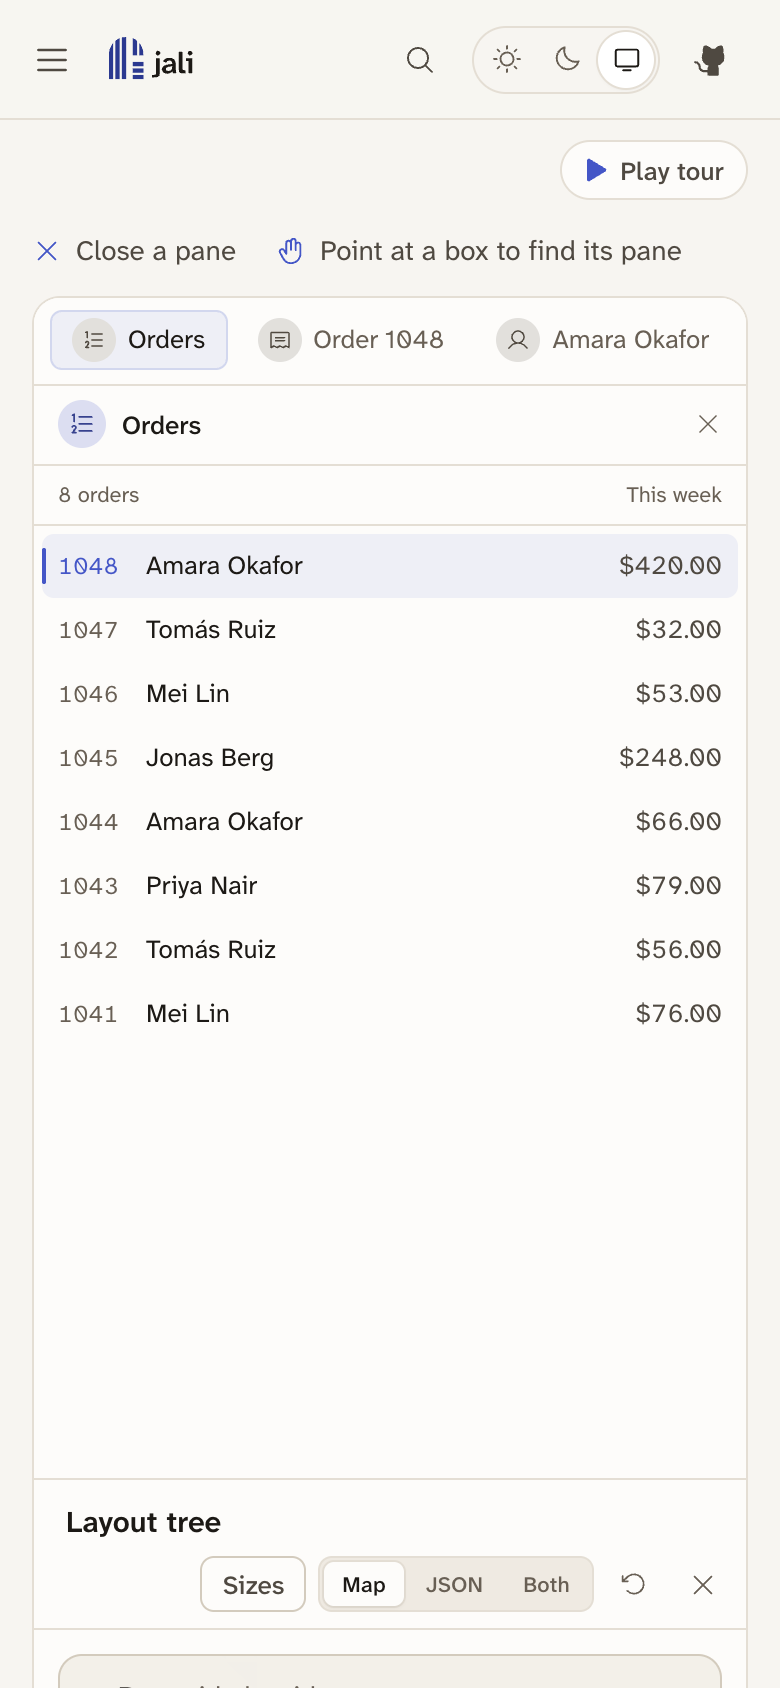 jali
Play tour
Close a pane
Point at a box to find its pane
Orders
Order 1048
Amara Okafor
Orders
8 orders
This week
1048 Amara Okafor $420.00
1047 Tomás Ruiz $32.00
1046 Mei Lin $53.00
1045 Jonas Berg $248.00
1044 Amara Okafor $66.00
1043 Priya Nair $79.00
1042 Tomás Ruiz $56.00
1041 Mei Lin $76.00
Layout tree
Sizes
Map
JSON
Both